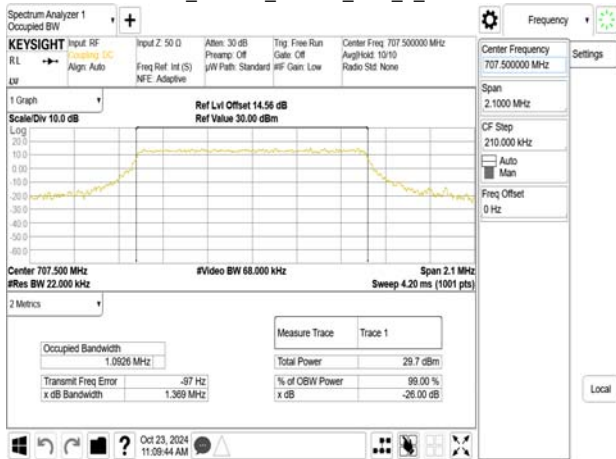 Spectrum Analyzer 1
Occupied BW
+
Frequency
KEYSIGHT
Input: RF
Coupling: DC
Align: Auto
Input Z: 50 Ω
Freq Ref: Int (S)
NFE: Adaptive
Atten: 30 dB
Preamp: Off
µW Path: Standard
Trig: Free Run
Gate: Off
#IF Gain: Low
Center Freq: 707.500000 MHz
Avg|Hold: 10/10
Radio Std: None
RL
Center Frequency
707.500000 MHz
Settings
Span
2.1000 MHz
CF Step
210.000 kHz
Auto
Man
Freq Offset
0 Hz
Local
1 Graph
Scale/Div 10.0 dB
Ref Lvl Offset 14.56 dB
Ref Value 30.00 dBm
Log
20.0
10.0
0.00
-10.0
-20.0
-30.0
-40.0
-50.0
-60.0
Center 707.500 MHz
#Video BW 68.000 kHz
Span 2.1 MHz
#Res BW 22.000 kHz
Sweep 4.20 ms (1001 pts)
2 Metrics
Measure Trace
Trace 1
Occupied Bandwidth
1.0926 MHz
Total Power
29.7 dBm
Transmit Freq Error
-97 Hz
% of OBW Power
99.00 %
x dB Bandwidth
1.369 MHz
x dB
-26.00 dB
?
Oct 23, 2024
11:09:44 AM